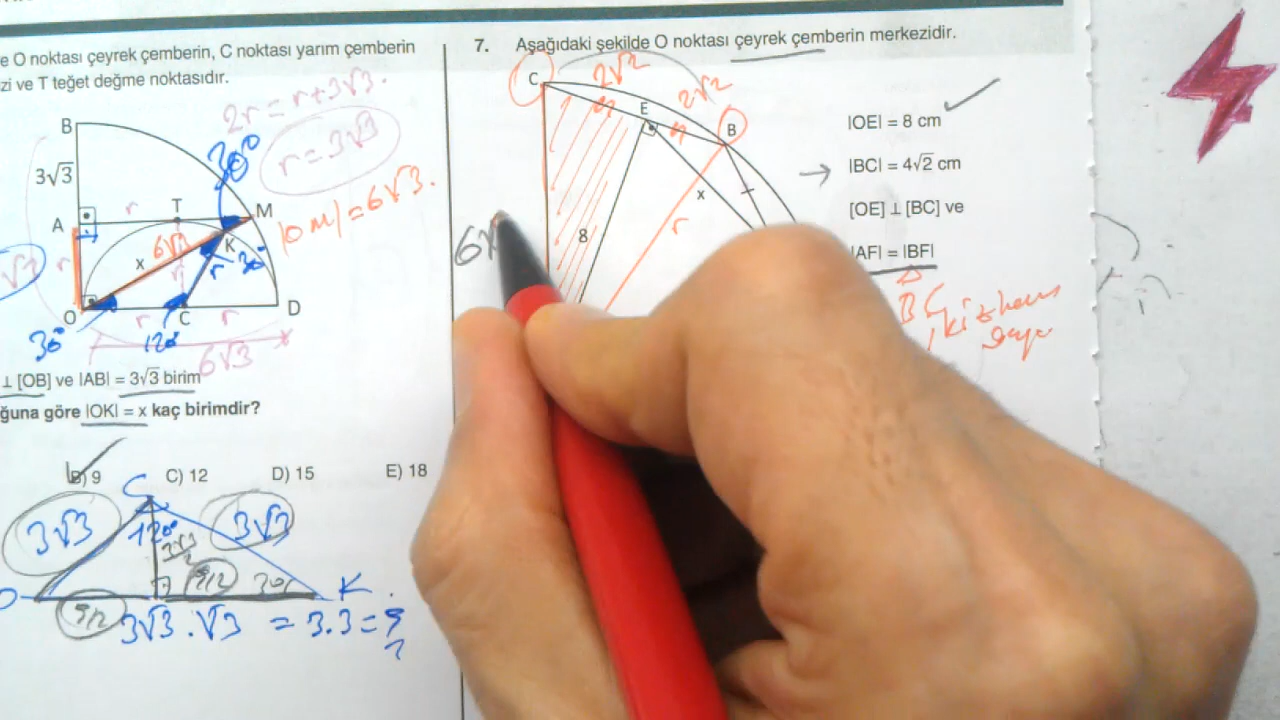 e O noktası çeyrek çemberin, C noktası yarım çemberin
zi ve T teğet değme noktasıdır.
2r = r+3√3.
r = 3√3
B
3√3
30°
A
r
T
M
|OM| = 6√3.
6√3
K
x
r
r
r
30°
O
r
C
r
D
30°
120°
6√3
⊥ [OB] ve |AB| = 3√3 birim
ğuna göre |OK| = x kaç birimdir?
B) 9
C) 12
D) 15
E) 18
C
3√3
120°
3√3
3√3/2
9/2
30°
K
9/2
3√3.√3 = 3.3 = 9
7. Aşağıdaki şekilde O noktası çeyrek çemberin merkezidir.
C
2√2
E
2√2
B
x
8
r
|OE| = 8 cm
|BC| = 4√2 cm
[OE] ⊥ [BC] ve
|AF| = |BF|